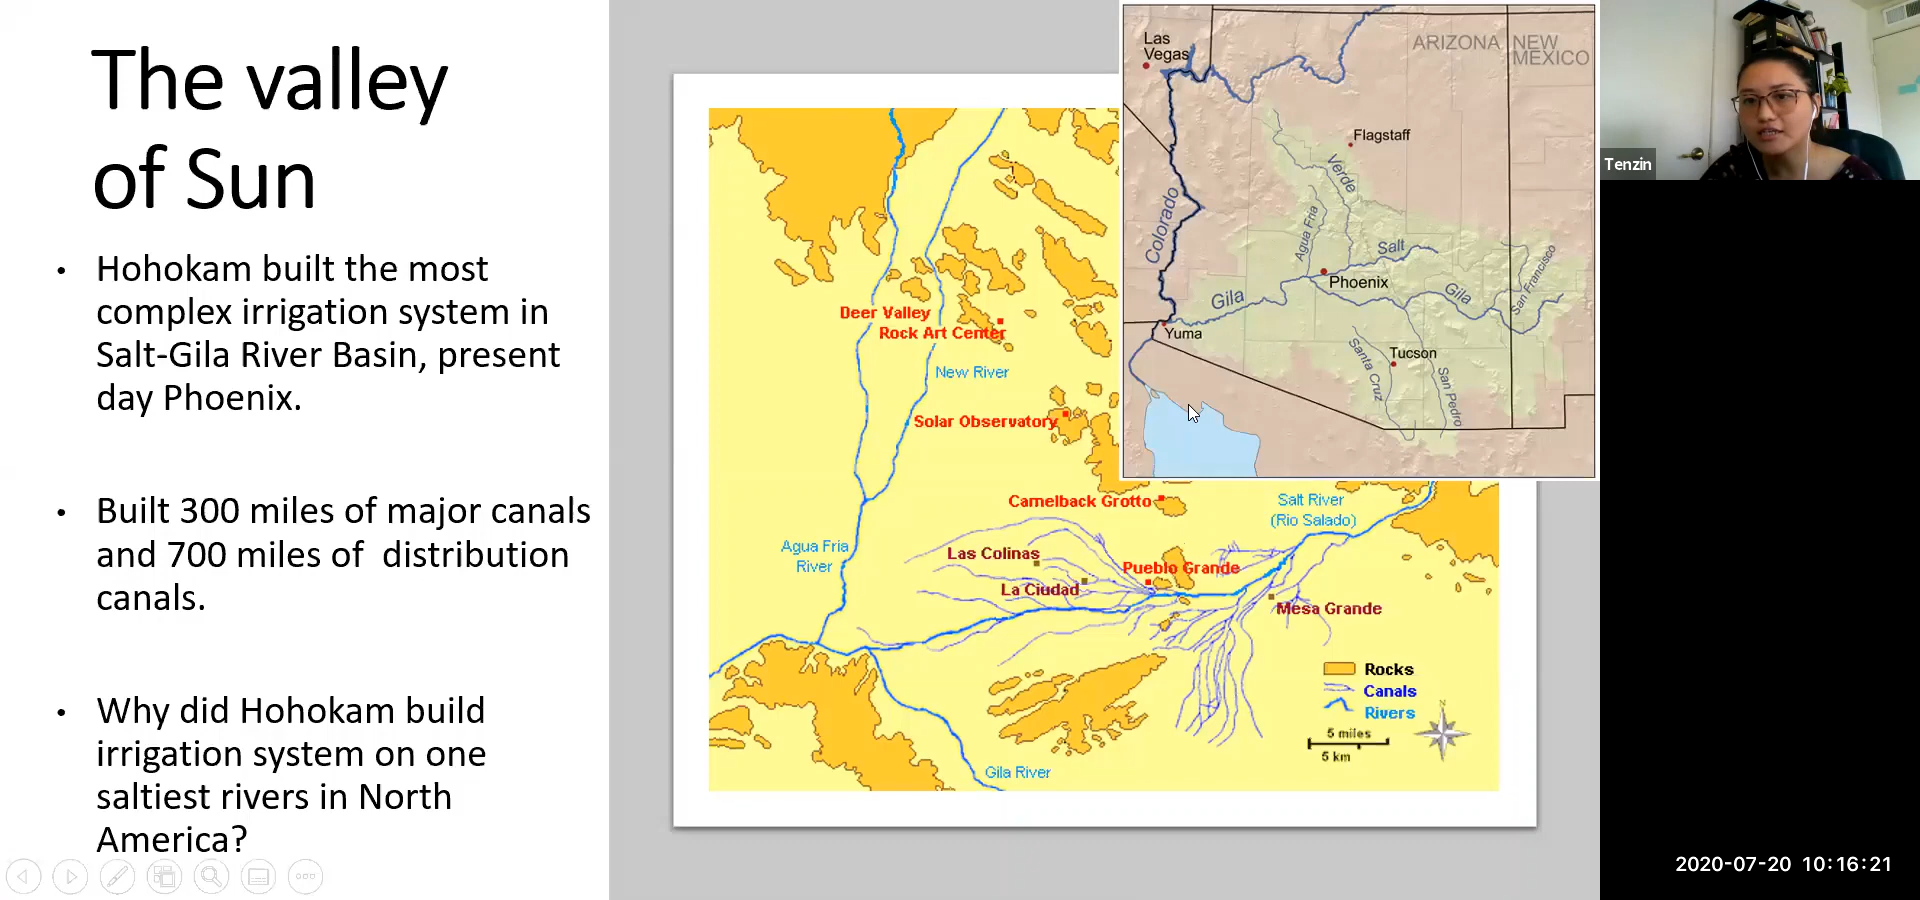 The valley
of Sun
• Hohokam built the most
complex irrigation system in
Salt-Gila River Basin, present
day Phoenix.
• Built 300 miles of major canals
and 700 miles of  distribution
canals.
• Why did Hohokam build
irrigation system on one
saltiest rivers in North
America?
Deer Valley
Rock Art Center
New River
Solar Observatory
Camelback Grotto
Salt River
(Rio Salado)
Agua Fria
River
Las Colinas
Pueblo Grande
La Ciudad
Mesa Grande
Gila River
Rocks
Canals
Rivers
N
5 miles
5 km
Las
Vegas
ARIZONA
NEW
MEXICO
Flagstaff
Verde
Colorado
Agua Fria
Salt
San Francisco
Phoenix
Gila
Gila
Yuma
Santa Cruz
Tucson
San Pedro
Tenzin
2020-07-20 10:16:21